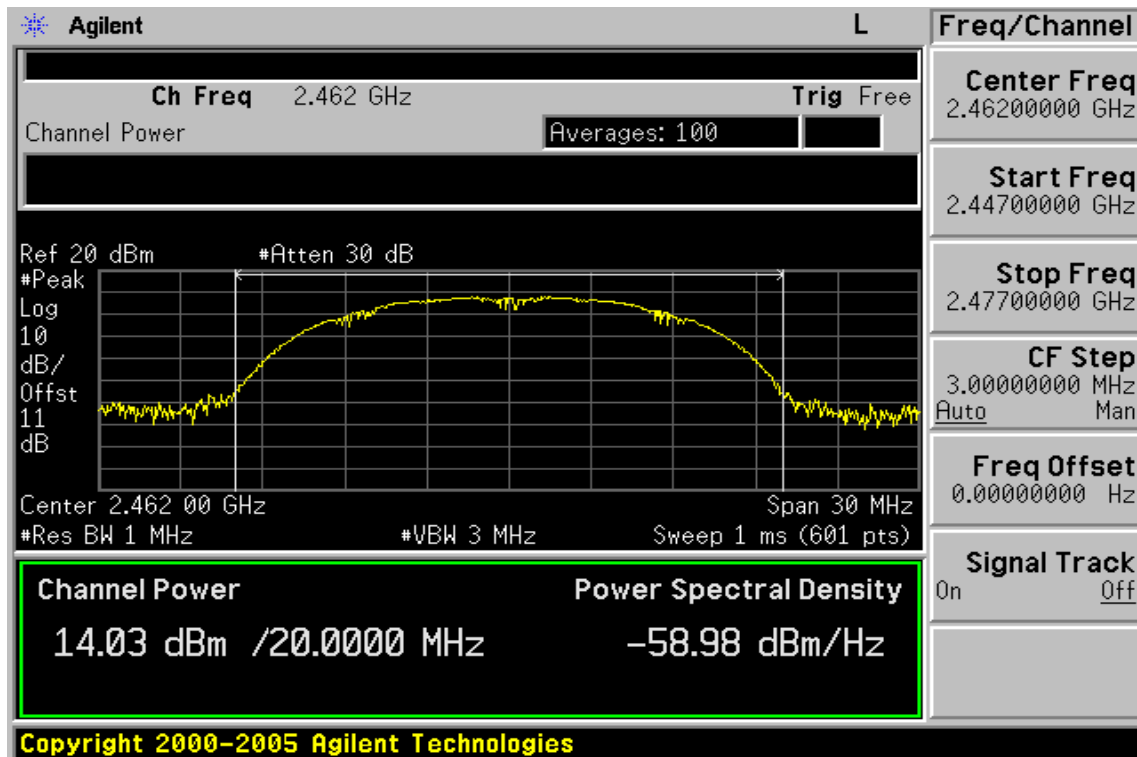 Agilent
L
Freq/Channel
Ch Freq 2.462 GHz
Trig Free
Channel Power
Averages: 100
Ref 20 dBm
#Atten 30 dB
#Peak
Log
10
dB/
Offst
11
dB
Center 2.462 00 GHz
Span 30 MHz
#Res BW 1 MHz
#VBW 3 MHz
Sweep 1 ms (601 pts)
Channel Power
Power Spectral Density
14.03 dBm /20.0000 MHz
-58.98 dBm/Hz
Center Freq
2.46200000 GHz
Start Freq
2.44700000 GHz
Stop Freq
2.47700000 GHz
CF Step
3.00000000 MHz
Auto Man
Freq Offset
0.00000000 Hz
Signal Track
On Off
Copyright 2000-2005 Agilent Technologies